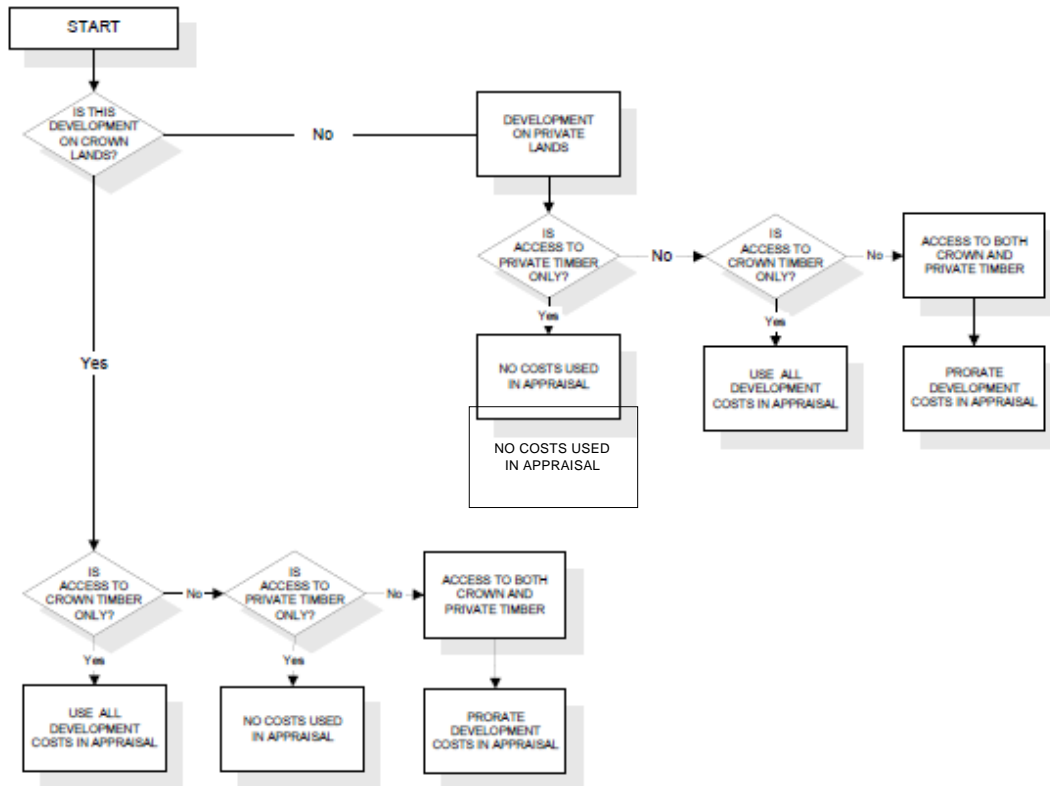 START
IS THIS
DEVELOPMENT
ON CROWN
LANDS?
No
DEVELOPMENT
ON PRIVATE
LANDS
IS
ACCESS TO
PRIVATE TIMBER
ONLY?
No
IS
ACCESS TO
CROWN TIMBER
ONLY?
No
ACCESS TO BOTH
CROWN AND
PRIVATE TIMBER
Yes
Yes
Yes
NO COSTS USED
IN APPRAISAL
USE ALL
DEVELOPMENT
COSTS IN APPRAISAL
PRORATE
DEVELOPMENT
COSTS IN APPRAISAL
NO COSTS USED
IN APPRAISAL
IS
ACCESS TO
CROWN TIMBER
ONLY?
No
IS
ACCESS TO
PRIVATE TIMBER
ONLY?
No
ACCESS TO BOTH
CROWN AND
PRIVATE TIMBER
Yes
Yes
USE ALL
DEVELOPMENT
COSTS IN APPRAISAL
NO COSTS USED
IN APPRAISAL
PRORATE
DEVELOPMENT
COSTS IN APPRAISAL